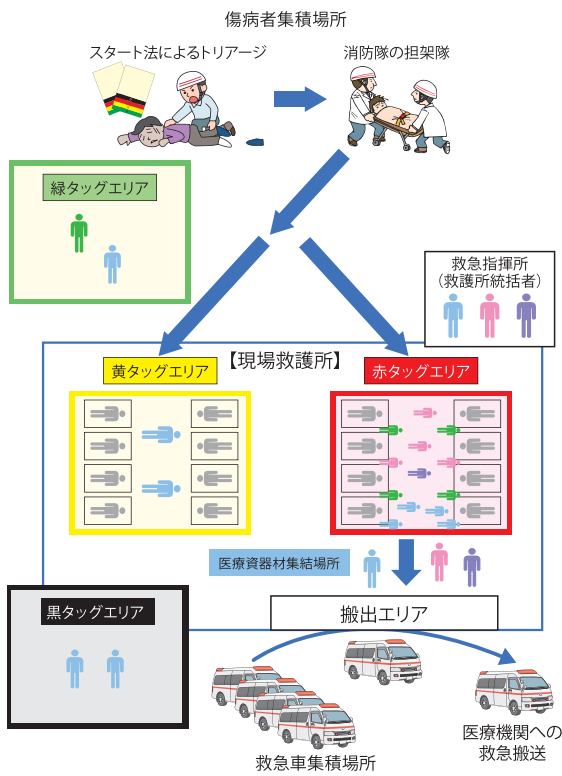 傷病者集積場所
スタート法によるトリアージ
消防隊の担架隊
緑タッグエリア
救急指揮所
（救護所統括者）
【現場救護所】
黄タッグエリア
赤タッグエリア
医療資器材集結場所
黒タッグエリア
搬出エリア
救急車集積場所
医療機関への
救急搬送